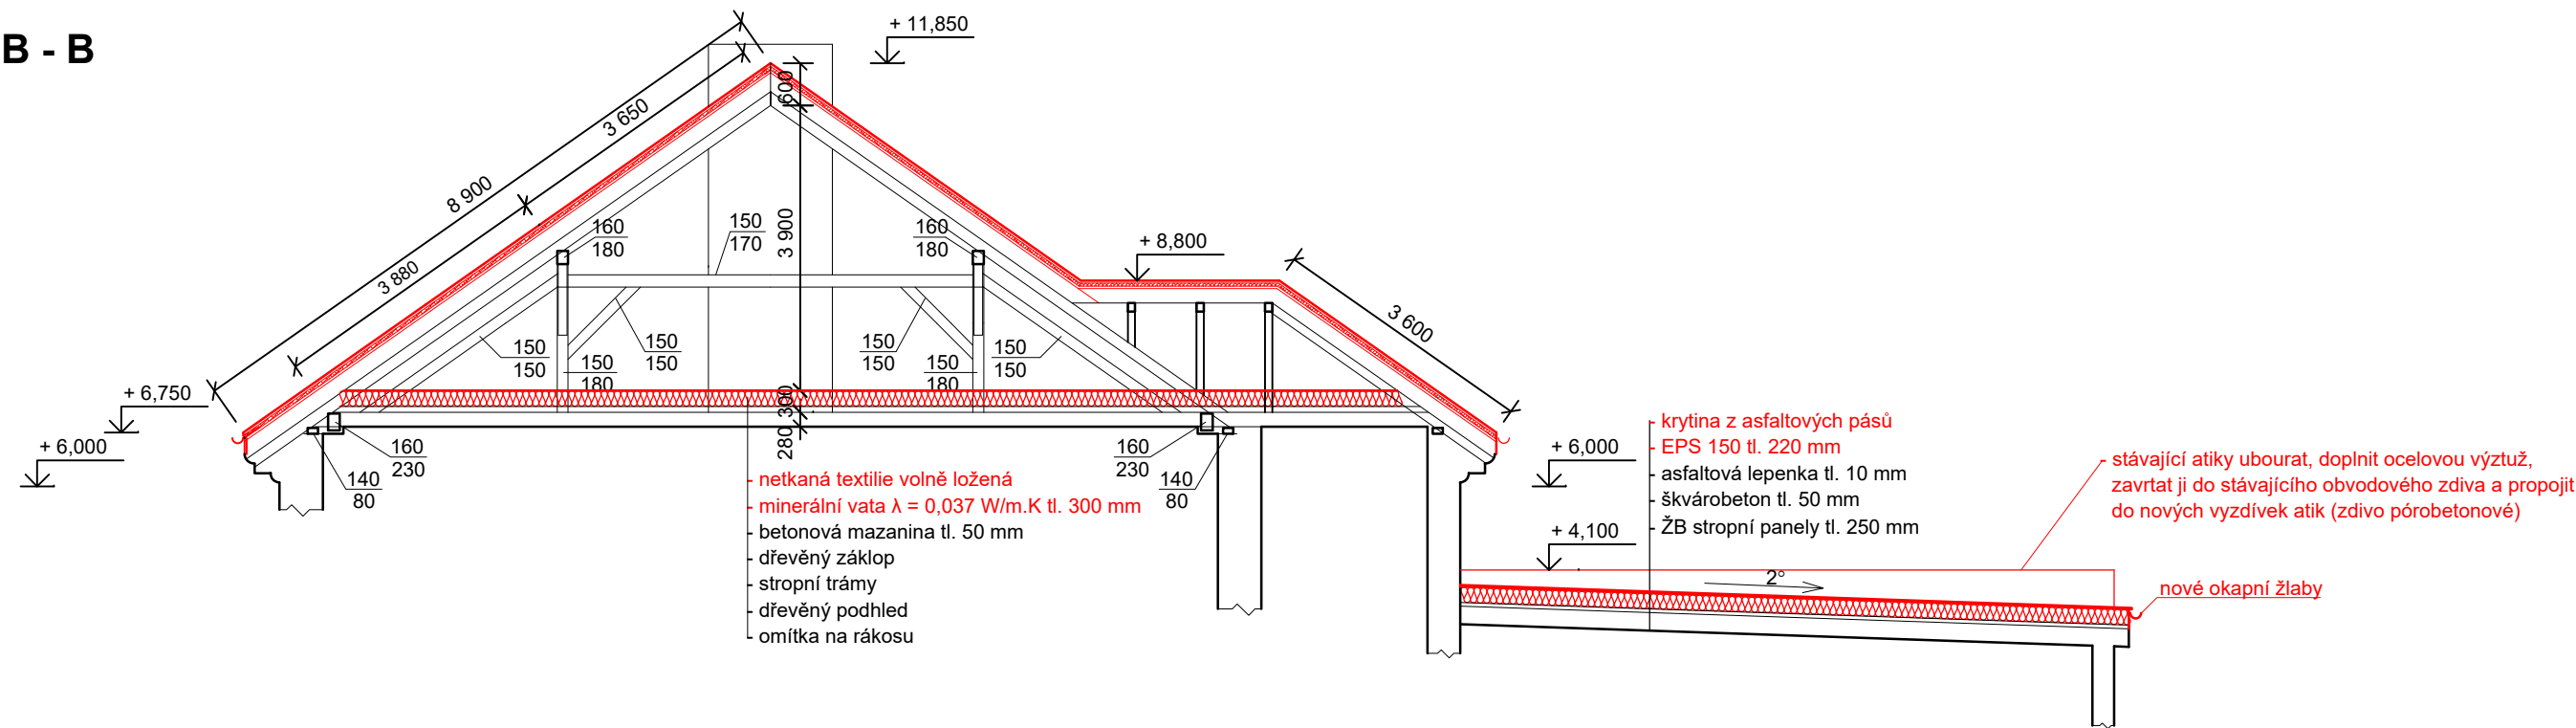 B - B
+ 11,850
600
3 650
8 900
3 900
3 880
160
180
150
170
160
180
+ 8,800
3 600
150
150
150
180
150
150
150
150
150
180
150
150
+ 6,750
+ 6,000
300
280
160
230
140
80
160
230
140
80
netkaná textilie volně ložená
minerální vata λ = 0,037 W/m.K tl. 300 mm
betonová mazanina tl. 50 mm
dřevěný záklop
stropní trámy
dřevěný podhled
omítka na rákosu
+ 6,000
+ 4,100
krytina z asfaltových pásů
EPS 150 tl. 220 mm
asfaltová lepenka tl. 10 mm
škvárobeton tl. 50 mm
ŽB stropní panely tl. 250 mm
2°
stávající atiky ubourat, doplnit ocelovou výztuž,
zavrtat ji do stávajícího obvodového zdiva a propojit
do nových vyzdívek atik (zdivo pórobetonové)
nové okapní žlaby